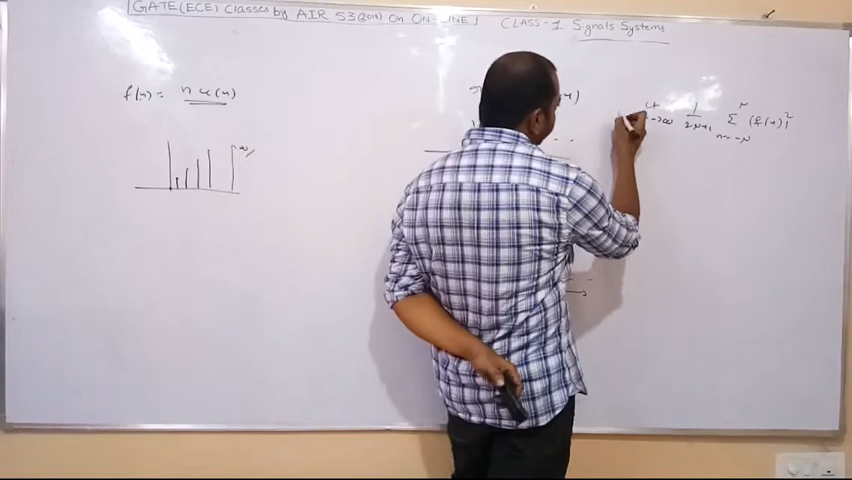 GATE(ECE) Classes by AIR 53(2014) On ON-LINE! CLASS-1 Signals Systems
f(n) = n u(n)
Lt N→∞ 1/2N+1 N Σ n=-N |f(n)|²
∞